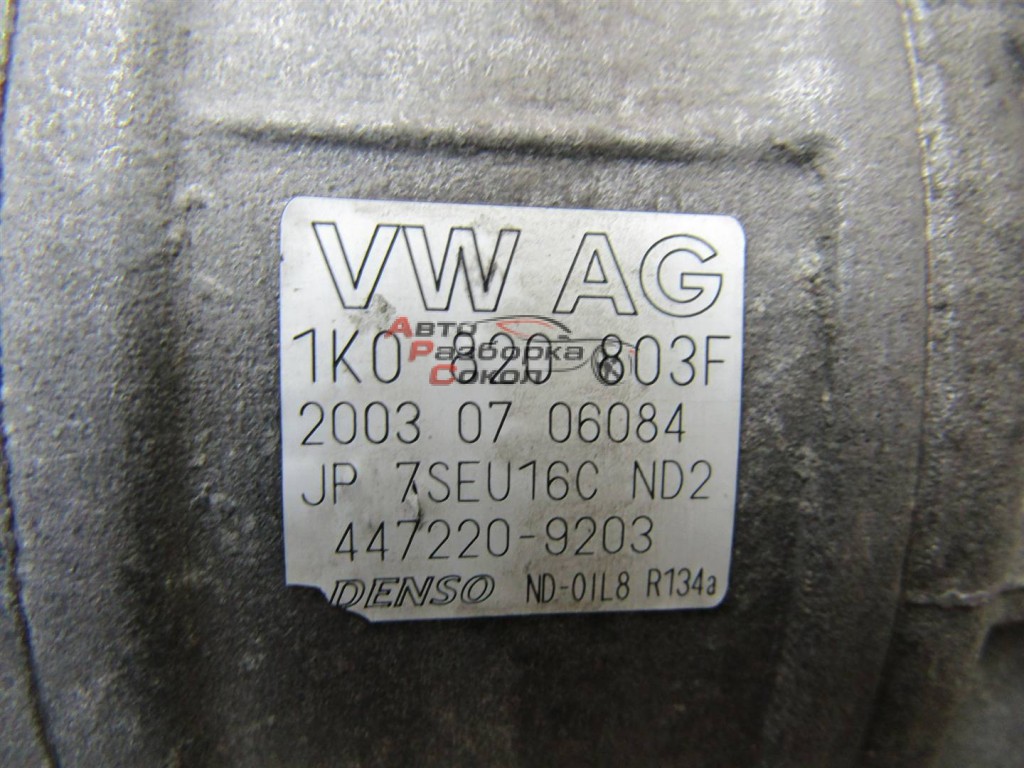 VW AG
1K0 820 803F
Авто
Разборка
Сокол
2003 07 06084
JP 7SEU16C ND2
447220-9203
DENSO ND-OIL8 R134a